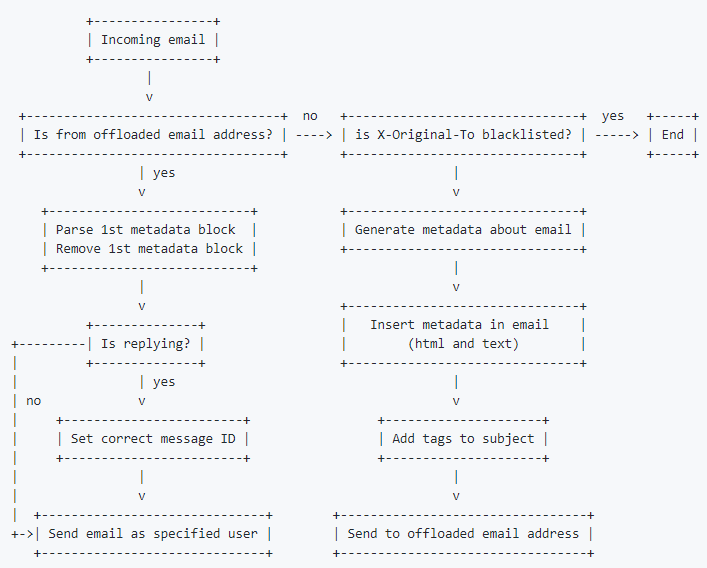 Incoming email
no
yes
Is from offloaded email address?
is X-Original-To blacklisted?
End
yes
Parse 1st metadata block
Remove 1st metadata block
Generate metadata about email
Is replying?
Insert metadata in email
(html and text)
yes
no
Set correct message ID
Add tags to subject
Send email as specified user
Send to offloaded email address